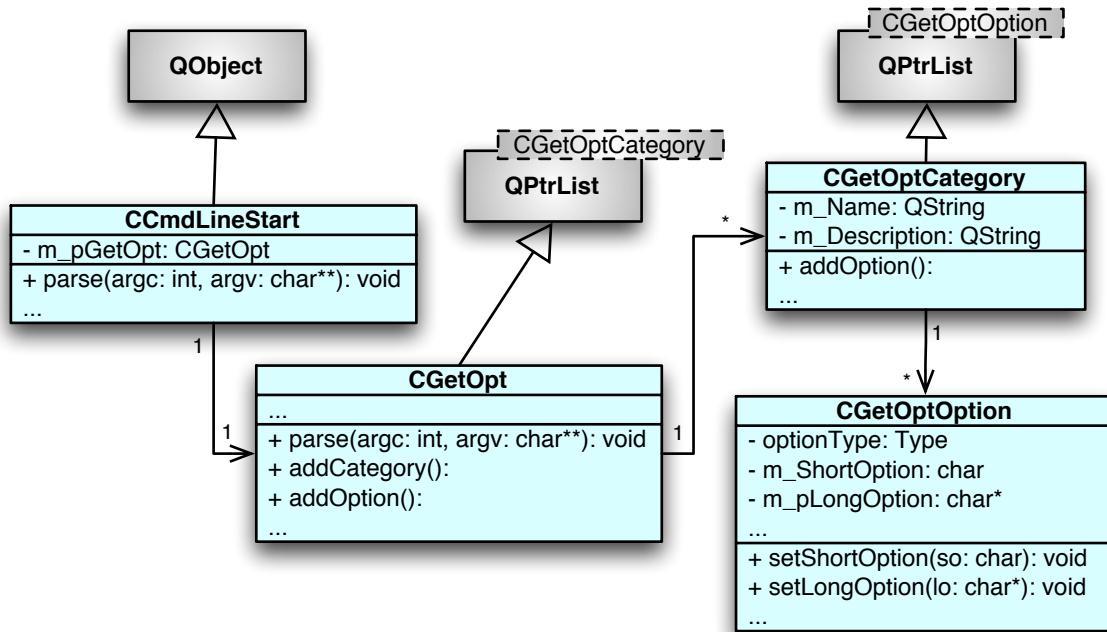 QObject
CGetOptOption
QPtrList
CGetOptCategory
QPtrList
CCmdLineStart
- m_pGetOpt: CGetOpt
+ parse(argc: int, argv: char**): void
...
CGetOptCategory
- m_Name: QString
- m_Description: QString
+ addOption():
...
*
1
1
CGetOpt
...
+ parse(argc: int, argv: char**): void
+ addCategory():
+ addOption():
...
1
1
*
CGetOptOption
- optionType: Type
- m_ShortOption: char
- m_pLongOption: char*
...
+ setShortOption(so: char): void
+ setLongOption(lo: char*): void
...